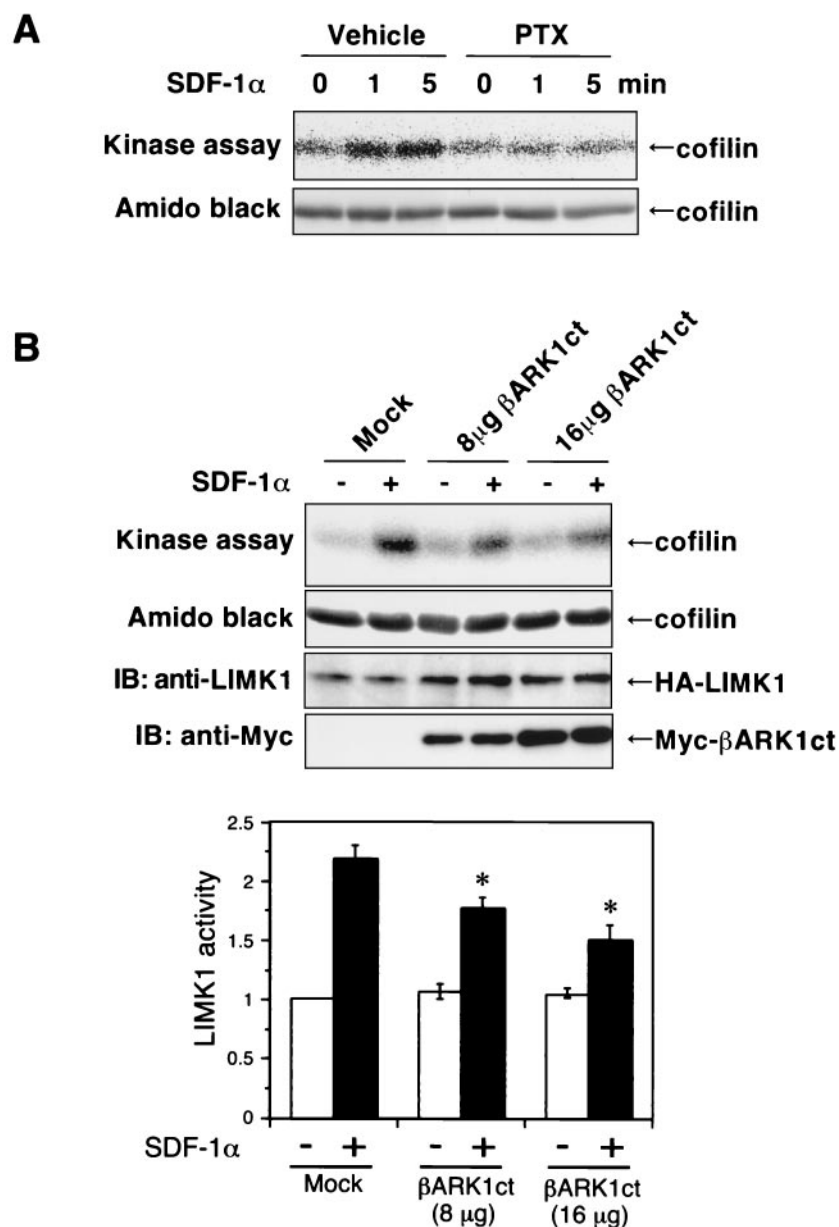 A
Vehicle PTX
SDF-1α 0 1 5 0 1 5 min
Kinase assay ←cofilin
Amido black ←cofilin
B
Mock 8μg βARK1ct 16μg βARK1ct
SDF-1α - + - + - +
Kinase assay ←cofilin
Amido black ←cofilin
IB: anti-LIMK1 ←HA-LIMK1
IB: anti-Myc ←Myc-βARK1ct
2.5
2
1.5
1
0.5
0
LIMK1 activity
* *
SDF-1α - + - + - +
Mock βARK1ct βARK1ct
(8 μg) (16 μg)